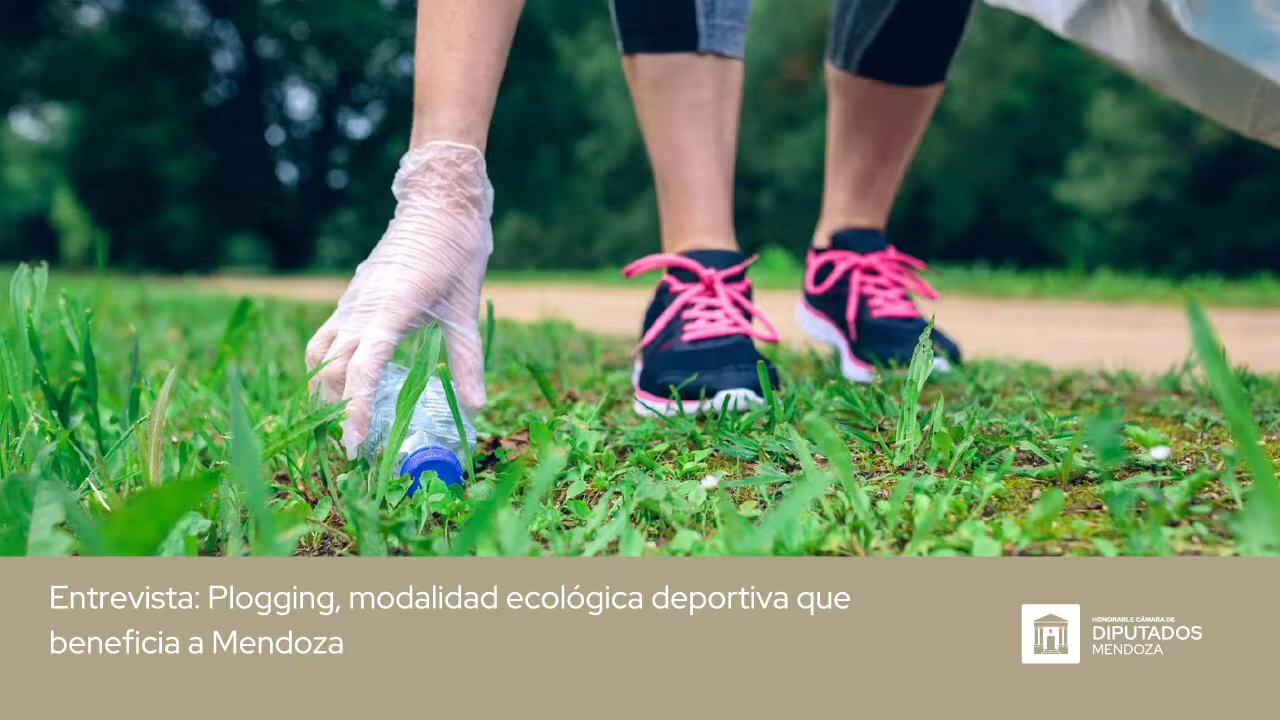 Entrevista: Plogging, modalidad ecológica deportiva que
beneficia a Mendoza
HONORABLE CÁMARA DE
DIPUTADOS
MENDOZA